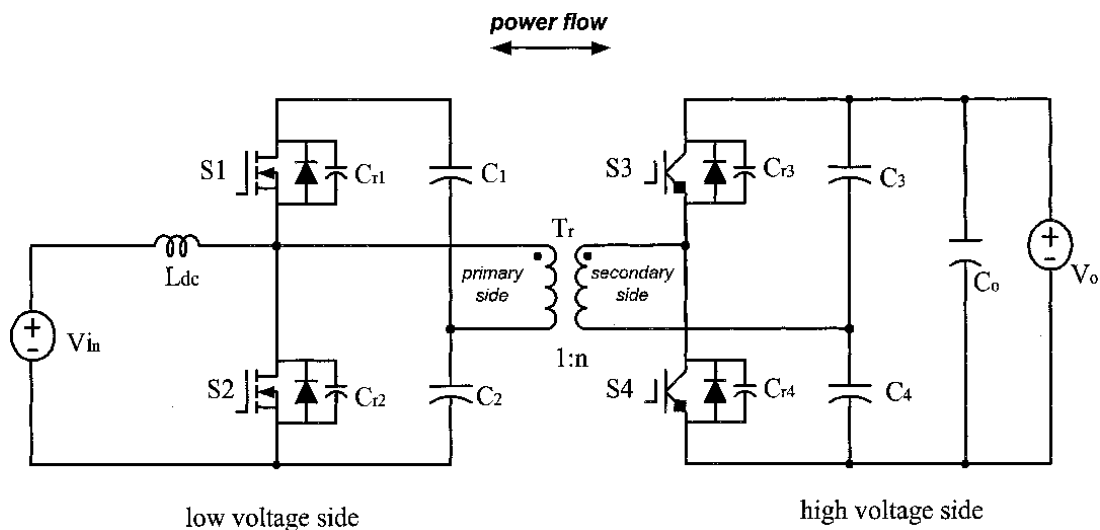 power flow
S1
Cr1
C1
S3
Cr3
C3
Ldc
Tr
primary
side
secondary
side
Co
+
−
Vo
+
−
Vin
1:n
S2
Cr2
C2
S4
Cr4
C4
low voltage side
high voltage side